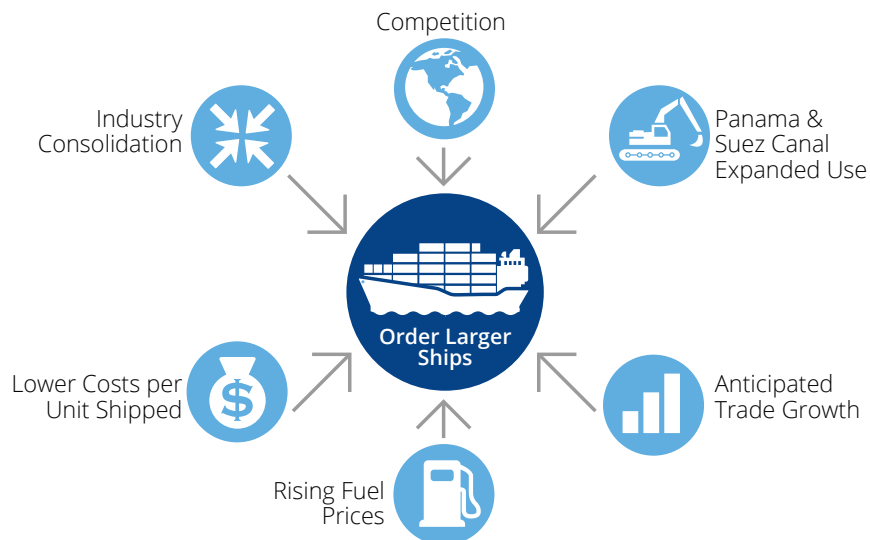 Competition
Industry
Consolidation
Panama &
Suez Canal
Expanded Use
Order Larger
Ships
Lower Costs per
Unit Shipped
$
Anticipated
Trade Growth
Rising Fuel
Prices